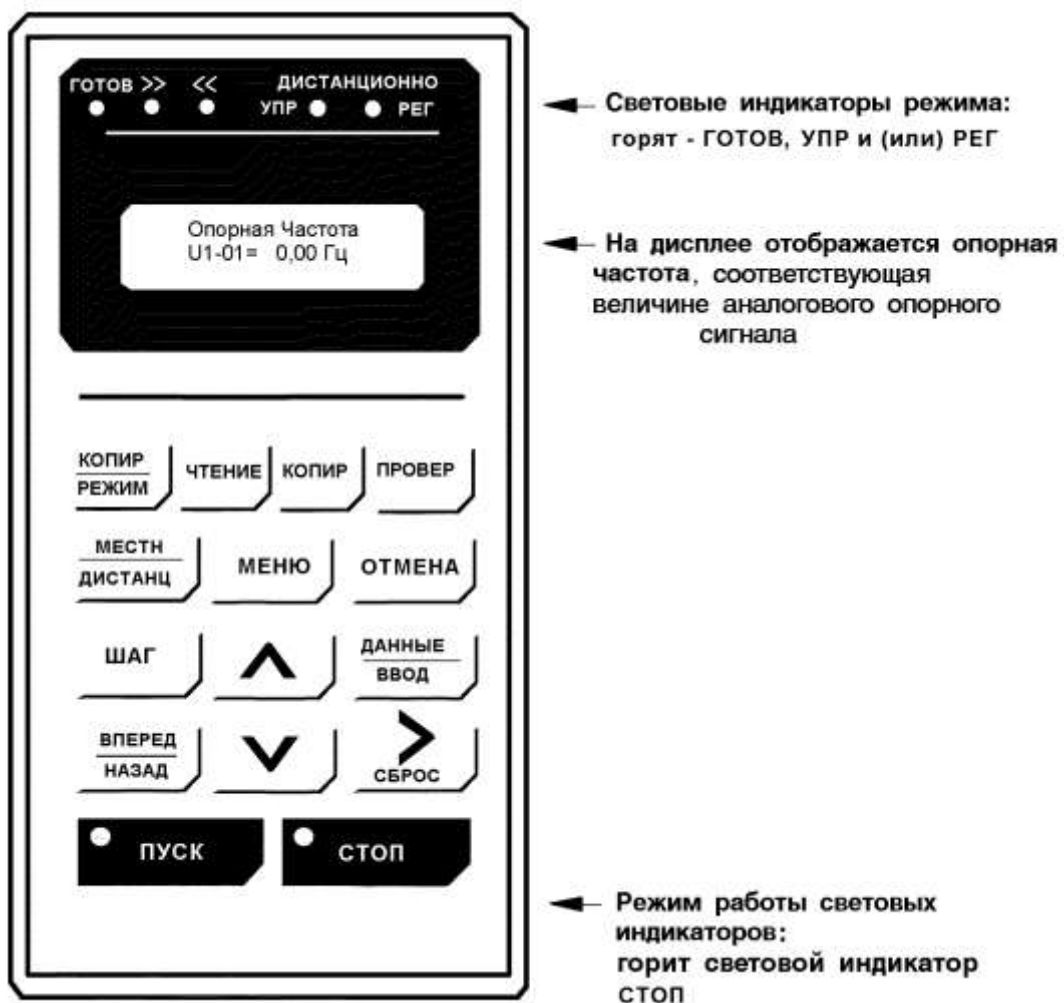 ГОТОВ >> << ДИСТАНЦИОННО
УПР РЕГ
Опорная Частота
U1-01= 0,00 Гц
КОПИР
РЕЖИМ
ЧТЕНИЕ
КОПИР
ПРОВЕР
МЕСТН
ДИСТАНЦ
МЕНЮ
ОТМЕНА
ШАГ
ДАННЫЕ
ВВОД
ВПЕРЕД
НАЗАД
СБРОС
ПУСК
СТОП
Световые индикаторы режима:
горят - ГОТОВ, УПР и (или) РЕГ
На дисплее отображается опорная
частота, соответствующая
величине аналогового опорного
сигнала
Режим работы световых
индикаторов:
горит световой индикатор
СТОП